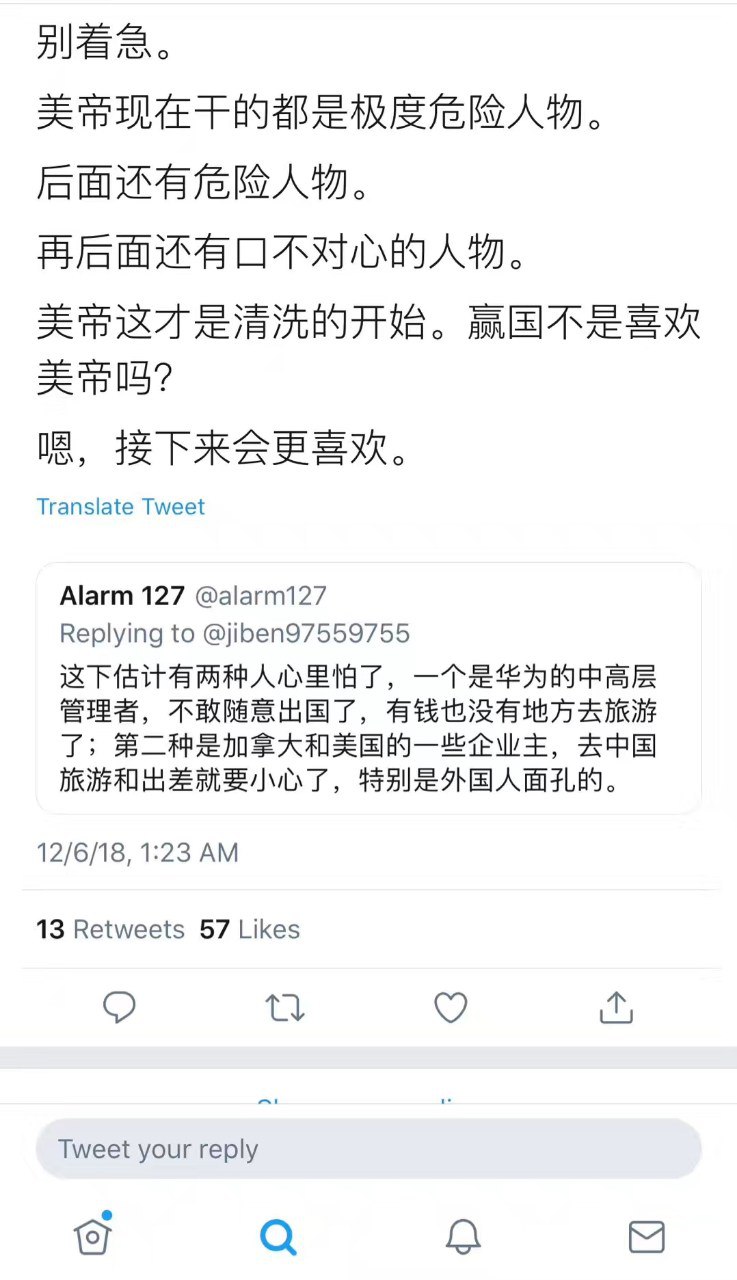 别着急。
美帝现在干的都是极度危险人物。
后面还有危险人物。
再后面还有口不对心的人物。
美帝这才是清洗的开始。赢国不是喜欢
美帝吗？
嗯，接下来会更喜欢。
Translate Tweet
Alarm 127 @alarm127
Replying to @jiben97559755
这下估计有两种人心里怕了，一个是华为的中高层
管理者，不敢随意出国了，有钱也没有地方去旅游
了；第二种是加拿大和美国的一些企业主，去中国
旅游和出差就要小心了，特别是外国人面孔的。
12/6/18, 1:23 AM
13 Retweets 57 Likes
Tweet your reply